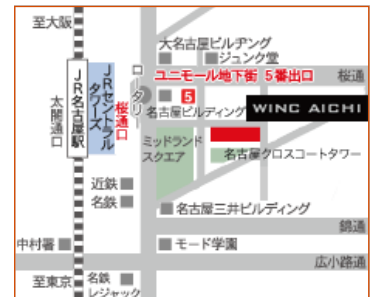 至大阪
大名古屋ビルヂング
ジュンク堂
ユニモール地下街 5番出口
桜通
ロータリー
JRセントラルタワーズ
JR名古屋駅
太閤通口
桜通口
5
名古屋ビルディング
WINC AICHI
ミッドランド
スクエア
名古屋クロスコートタワー
近鉄
名鉄
名古屋三井ビルディング
錦通
中村署
モード学園
広小路通
至東京
名鉄
レジャック